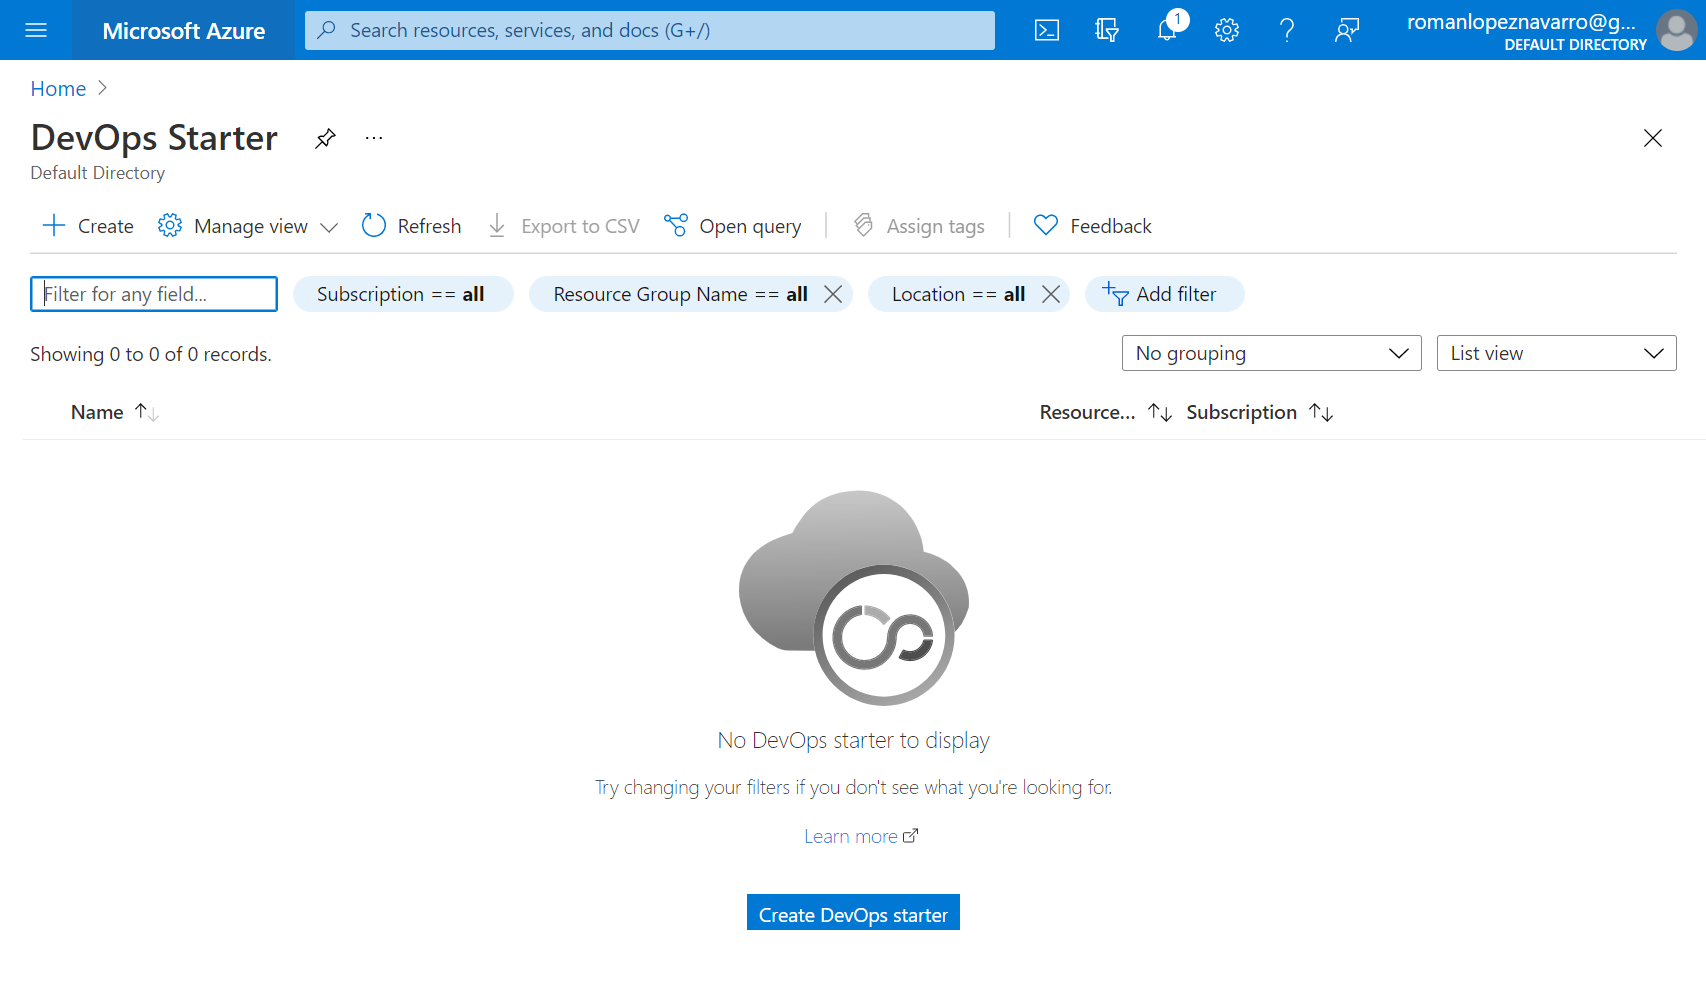 Microsoft Azure
Search resources, services, and docs (G+/)
1
romanlopeznavarro@g...
DEFAULT DIRECTORY
Home
DevOps Starter
...
Default Directory
Create
Manage view
Refresh
Export to CSV
Open query
Assign tags
Feedback
Filter for any field...
Subscription == all
Resource Group Name == all
Location == all
Add filter
Showing 0 to 0 of 0 records.
No grouping
List view
Name
Resource...
Subscription
No DevOps starter to display
Try changing your filters if you don't see what you're looking for.
Learn more
Create DevOps starter